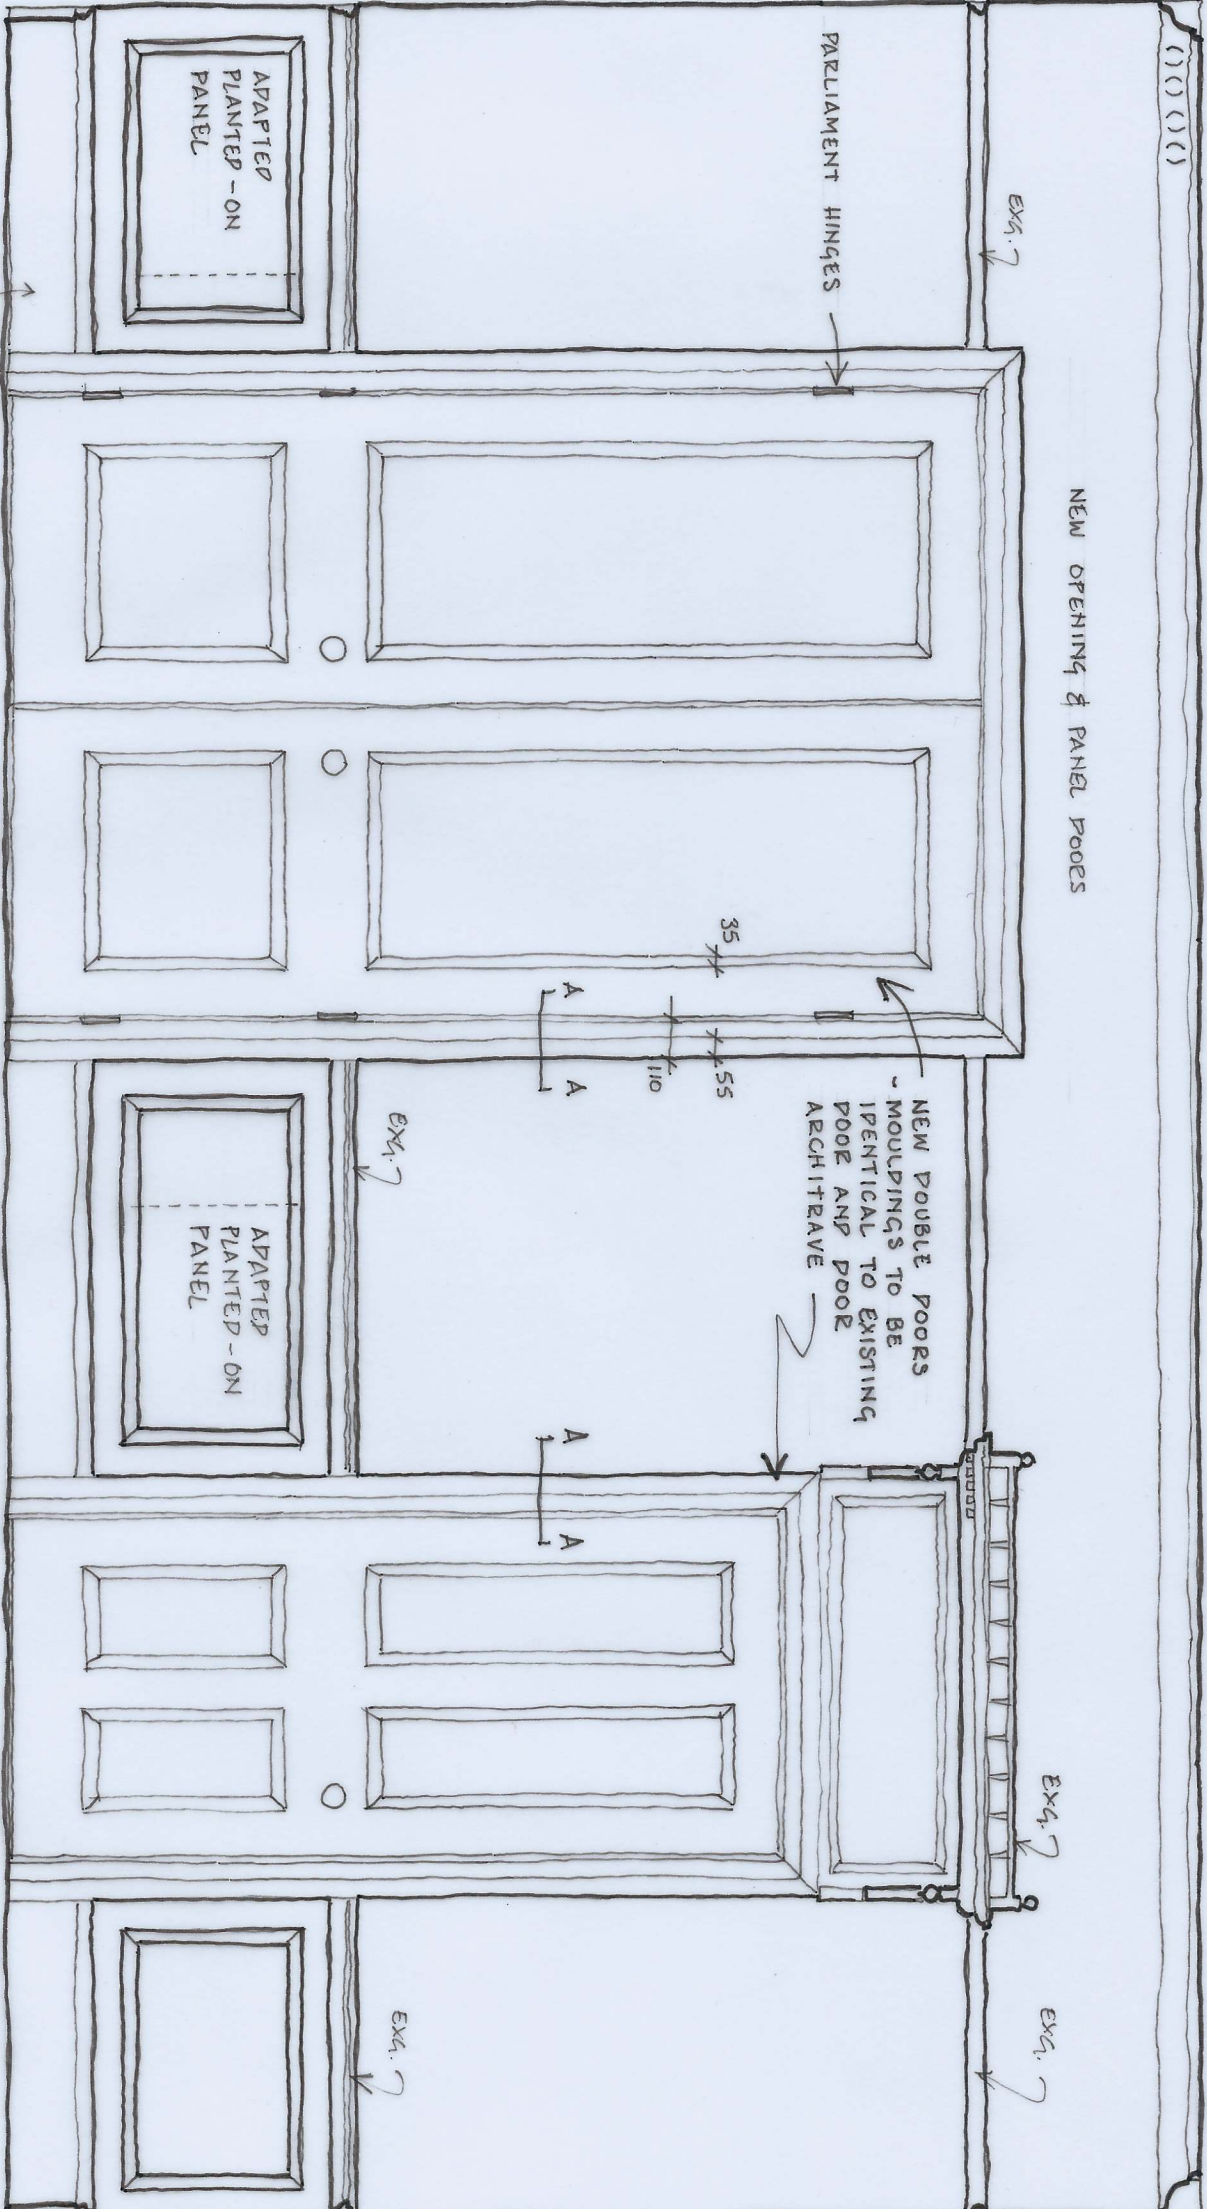 NEW OPENING & PANEL DOORS
EXG.
PARLIAMENT HINGES
ADAPTED
PLANTED-ON
PANEL
NEW DOUBLE DOORS
- MOULDINGS TO BE
IDENTICAL TO EXISTING
DOOR AND DOOR
ARCHITRAVE
35
55
110
A
A
EXG.
ADAPTED
PLANTED-ON
PANEL
A
A
EXG.
EXG.
EXG.